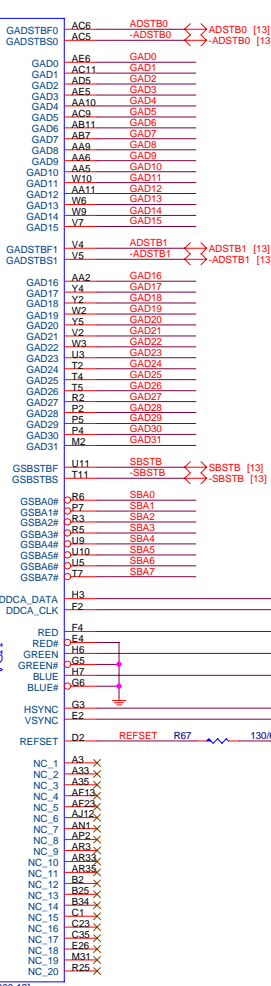 GADSTBF0 AC6 ADSTB0 ADSTB0 [13]
GADSTBS0 AC5 -ADSTB0 -ADSTB0 [13
GAD0 AE6 GAD0
GAD1 AC11 GAD1
GAD2 AD5 GAD2
GAD3 AE5 GAD3
GAD4 AA10 GAD4
GAD5 AC9 GAD5
GAD6 AB11 GAD6
GAD7 AB7 GAD7
GAD8 AA9 GAD8
GAD9 AA6 GAD9
GAD10 AA5 GAD10
GAD11 W10 GAD11
GAD12 AA11 GAD12
GAD13 W6 GAD13
GAD14 W9 GAD14
GAD15 V7 GAD15
GADSTBF1 V4 ADSTB1 ADSTB1 [13]
GADSTBS1 V5 -ADSTB1 -ADSTB1 [13
GAD16 AA2 GAD16
GAD17 Y4 GAD17
GAD18 Y2 GAD18
GAD19 W2 GAD19
GAD20 Y5 GAD20
GAD21 V2 GAD21
GAD22 W3 GAD22
GAD23 U3 GAD23
GAD24 T2 GAD24
GAD25 T4 GAD25
GAD26 T5 GAD26
GAD27 R2 GAD27
GAD28 P2 GAD28
GAD29 P5 GAD29
GAD30 P4 GAD30
GAD31 M2 GAD31
GSBSTBF U11 SBSTB SBSTB [13]
GSBSTBS T11 -SBSTB -SBSTB [13]
GSBA0# R6 SBA0
GSBA1# P7 SBA1
GSBA2# R3 SBA2
GSBA3# R5 SBA3
GSBA4# U9 SBA4
GSBA5# U10 SBA5
GSBA6# U5 SBA6
GSBA7# T7 SBA7
DDCA_DATA H3
DDCA_CLK F2
RED F4
RED# E4
GREEN H6
GREEN# G5
BLUE H7
BLUE# G6
HSYNC G3
VSYNC E2
REFSET D2 REFSET R67 130/6
NC_1 A3
NC_2 A33
NC_3 A35
NC_4 AF13
NC_5 AF23
NC_6 AJ12
NC_7 AN1
NC_8 AP2
NC_9 AR3
NC_10 AR33
NC_11 AR35
NC_12 B2
NC_13 B25
NC_14 B34
NC_15 C1
NC_16 C23
NC_17 C35
NC_18 E26
NC_19 M31
NC_20 R25